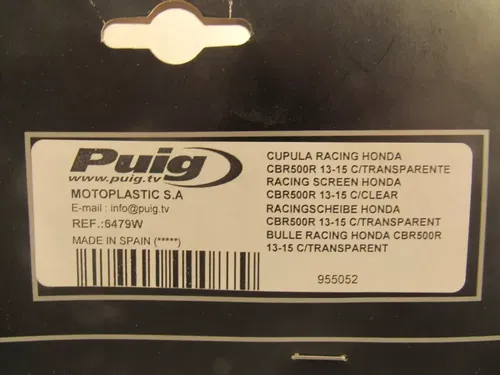 Puig
www.puig.tv
MOTOPLASTIC S.A
E-mail : info@puig.tv
REF.:6479W
MADE IN SPAIN (*****)
CUPULA RACING HONDA
CBR500R 13-15 C/TRANSPARENTE
RACING SCREEN HONDA
CBR500R 13-15 C/CLEAR
RACINGSCHEIBE HONDA
CBR500R 13-15 C/TRANSPARENT
BULLE RACING HONDA CBR500R
13-15 C/TRANSPARENT
955052